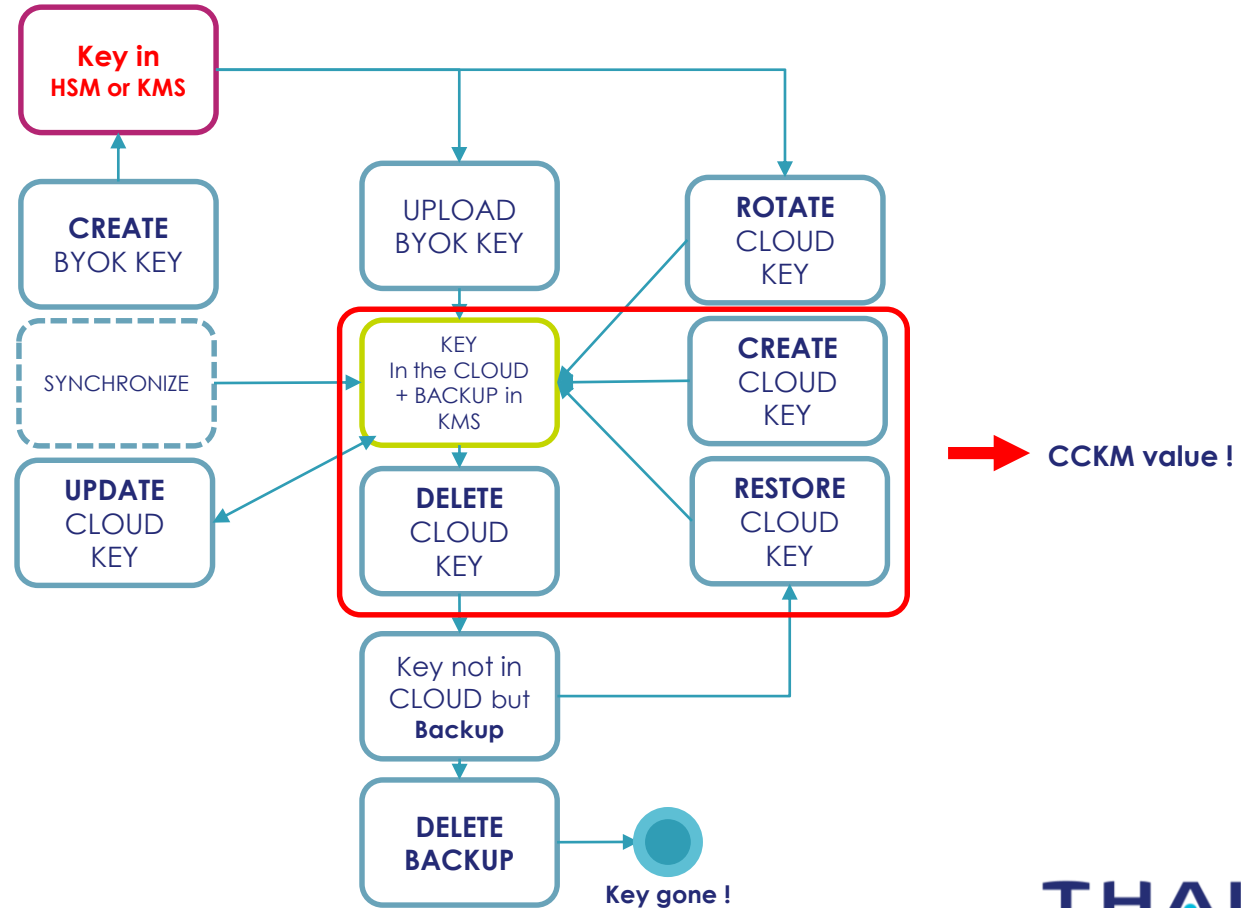 Key in
HSM or KMS
CREATE
BYOK KEY
UPLOAD
BYOK KEY
ROTATE
CLOUD
KEY
SYNCHRONIZE
KEY
In the CLOUD
+ BACKUP in
KMS
CREATE
CLOUD
KEY
CCKM value !
UPDATE
CLOUD
KEY
DELETE
CLOUD
KEY
RESTORE
CLOUD
KEY
Key not in
CLOUD but
Backup
DELETE
BACKUP
Key gone !